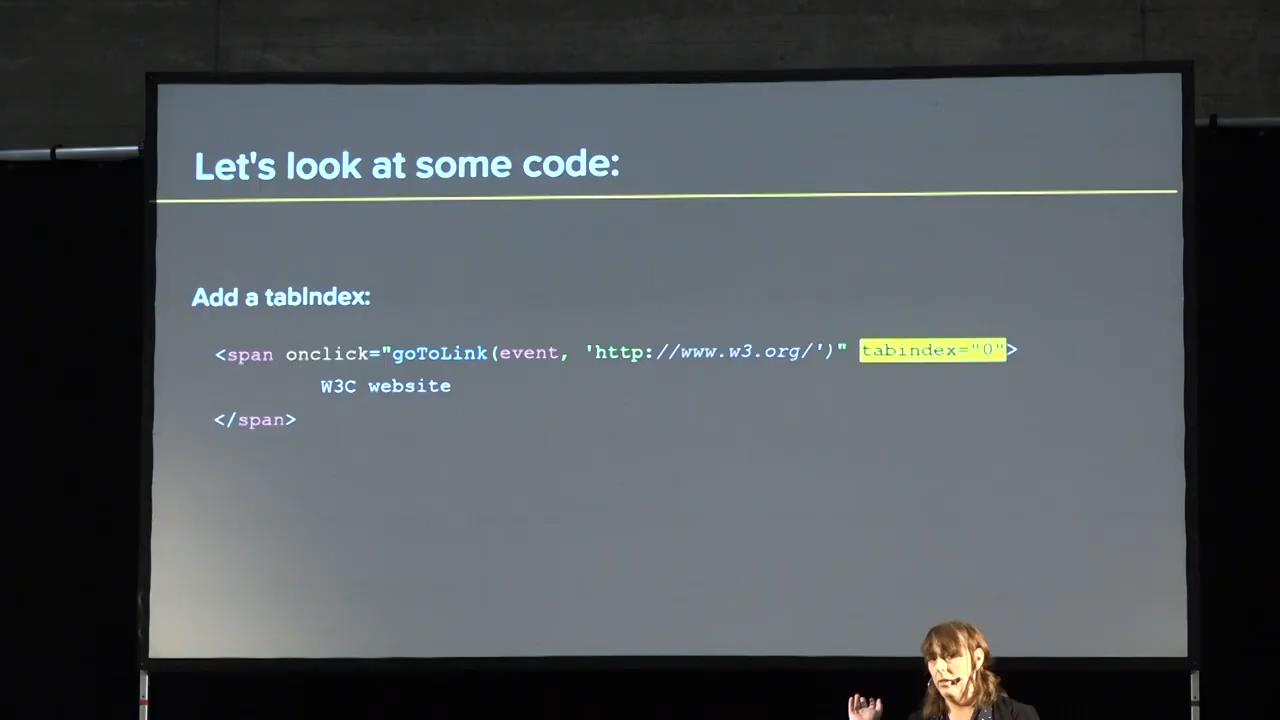 Let's look at some code:
Add a tabIndex:
<span onclick="goToLink(event, 'http://www.w3.org/')" tabindex="0">
W3C website
</span>